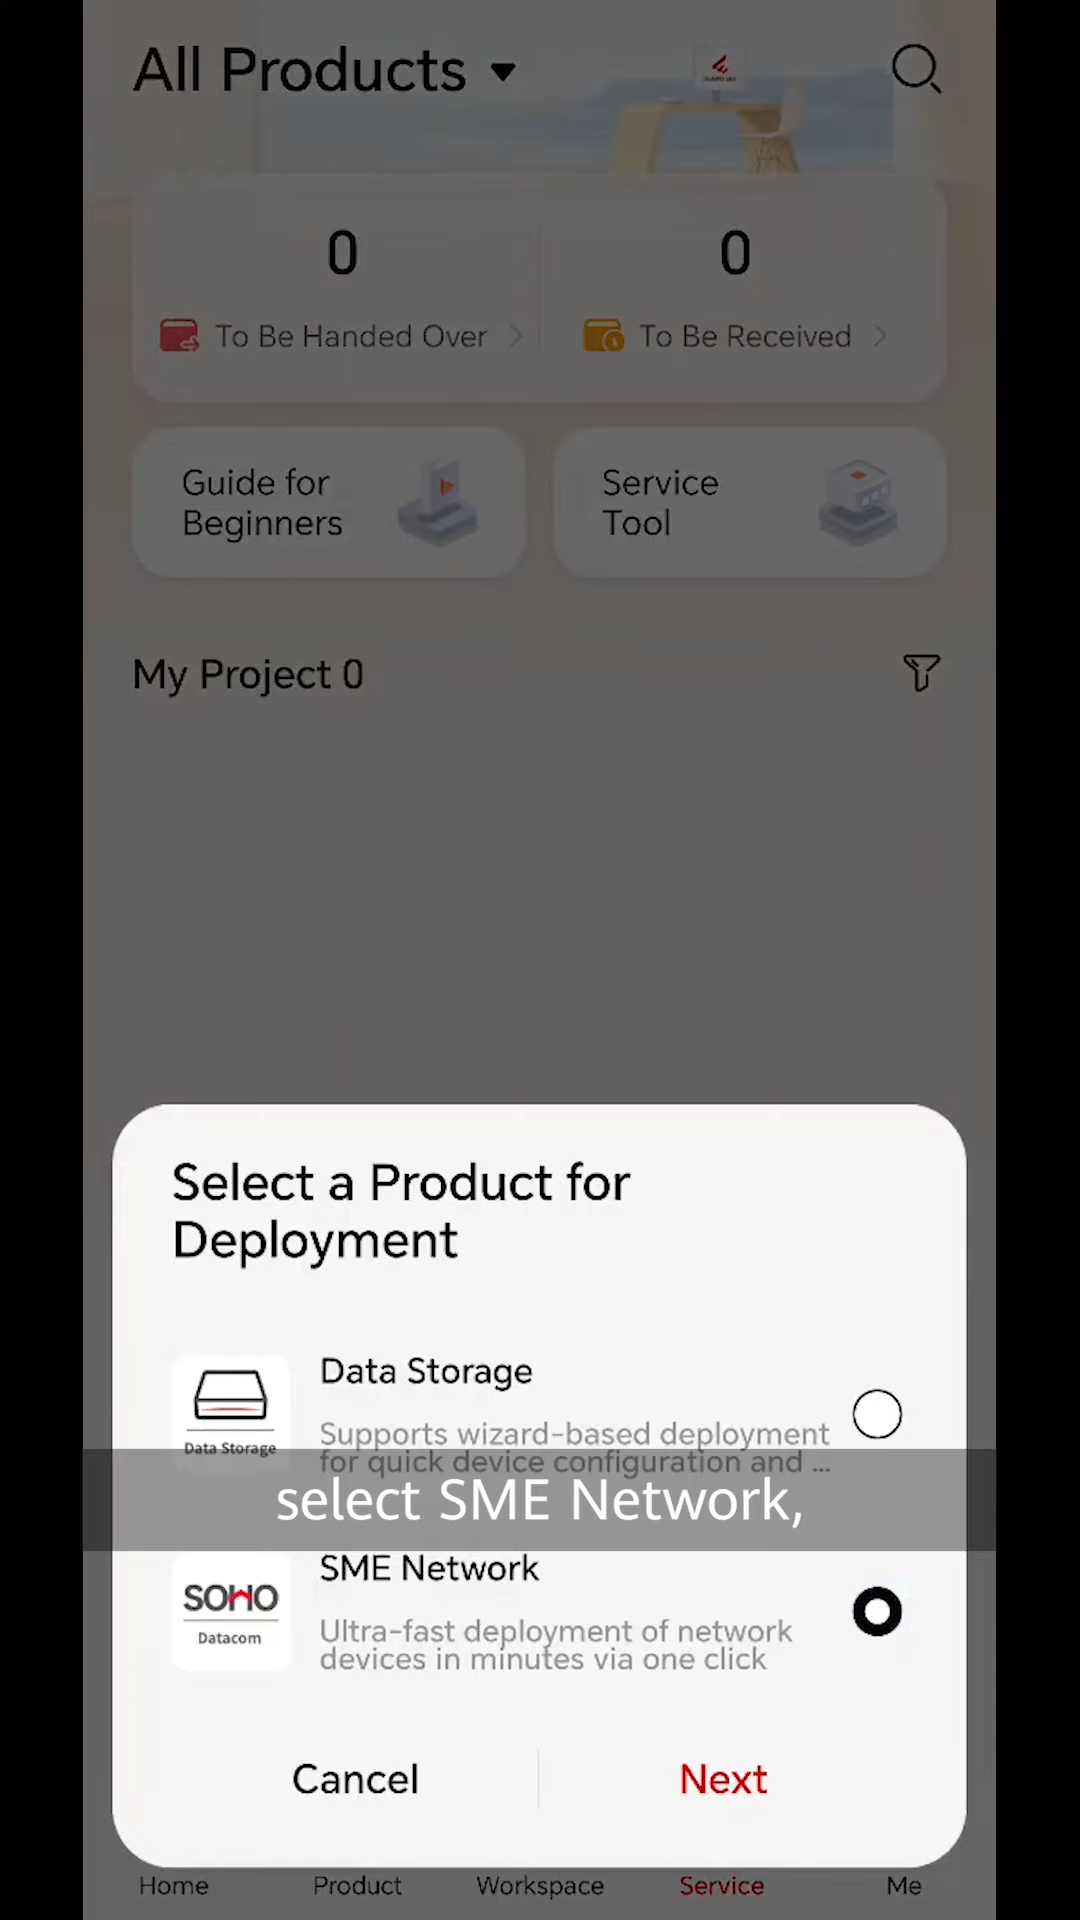 All Products
0
0
To Be Handed Over
To Be Received
Guide for
Beginners
Service
Tool
My Project 0
Select a Product for
Deployment
Data Storage
Data Storage
Supports wizard-based deployment
for quick device configuration and ...
select SME Network,
SME Network
SOHO
Datacom
Ultra-fast deployment of network
devices in minutes via one click
Cancel
Next
Home
Product
Workspace
Service
Me